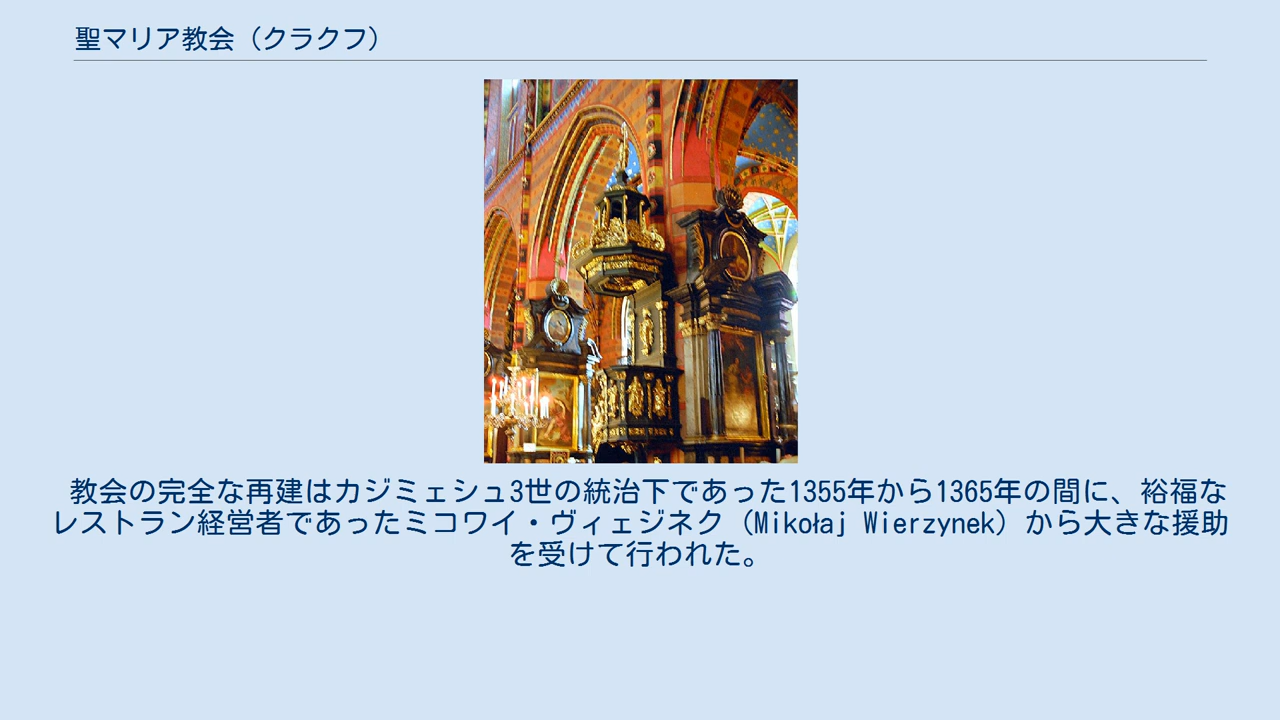 聖マリア教会（クラクフ）
教会の完全な再建はカジミェシュ3世の統治下であった1355年から1365年の間に、裕福な
レストラン経営者であったミコワイ・ヴィェジネク（Mikołaj Wierzynek）から大きな援助
を受けて行われた。